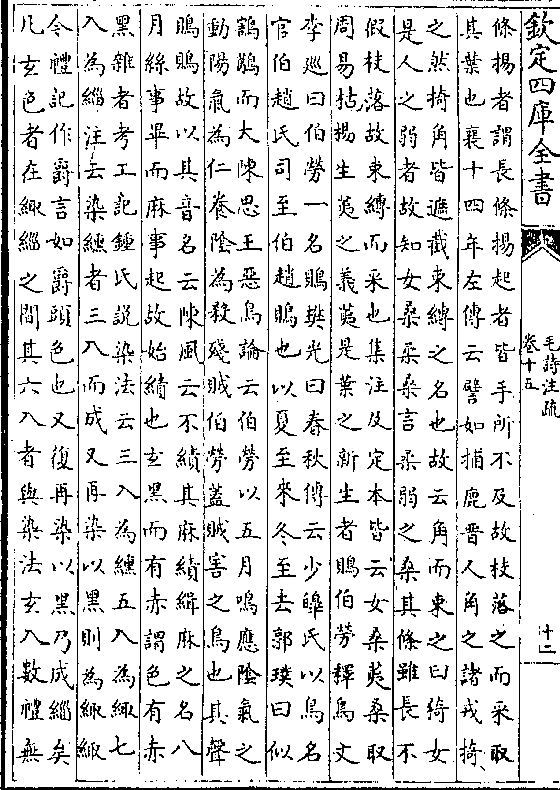 欽定四庫全書
毛詩注疏
卷十五
十二
條揚者謂長條揚起者皆手所不及故枝落之而采取
其葉也襄十四年左傳云譬如捕鹿晋人角之諸戎掎
之然掎角皆遮截束縛之名也故云角而束之曰猗女
是人之弱者故知女桑柔桑言柔弱之桑其條雖長不
假枝落故束縛而采也集注及定本皆云女桑荑桑取
周易枯楊生荑之義荑是葉之新生者鵙伯勞釋鳥文
李廵曰伯勞一名鵙樊光曰春秋傳云少皥氏以鳥名
官伯趙氏司至伯趙鵙也以夏至來冬至去郭璞曰似
鶷鶡而大陳思王惡鳥論云伯勞以五月鳴應陰氣之
動陽氣為仁養陰為殺殘賊伯勞蓋賊害之鳥也其聲
鵙鵙故以其音名云陳風云不績其麻績緝麻之名八
月絲事畢而麻事起故始績也玄黑而有赤謂色有赤
黑雜者考工記鍾氏説染法云三入為纁五入為緅七
入為緇注云染纁者三入而成又再染以黑則為緅緅
今禮記作爵言如爵頭色也又復再染以黑乃成緇矣
凡玄色者在緅緇之間其六入者與染法玄入數禮無